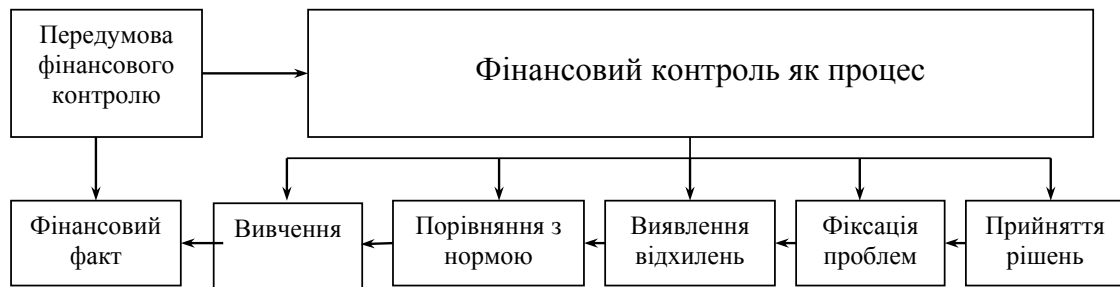 Передумова
фінансового
контролю
Фінансовий контроль як процес
Фінансовий
факт
Вивчення
Порівняння з
нормою
Виявлення
відхилень
Фіксація
проблем
Прийняття
рішень